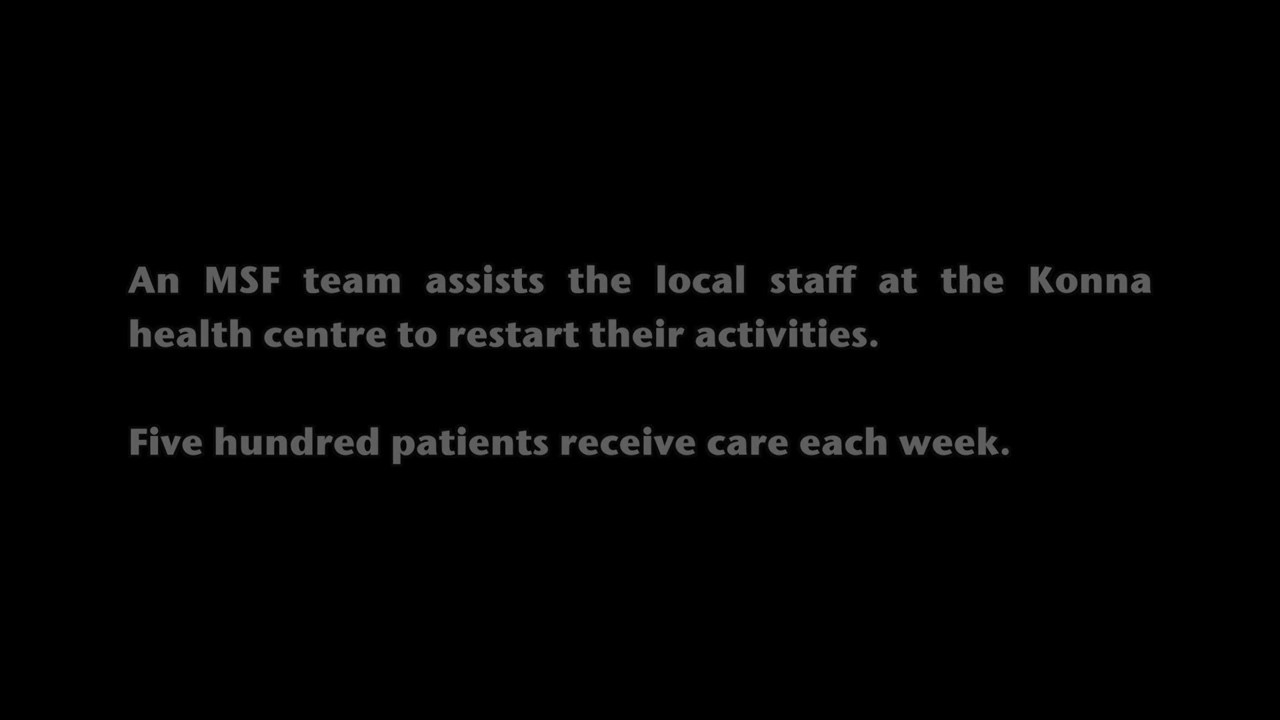 An MSF team assists the local staff at the Konna
health centre to restart their activities.
Five hundred patients receive care each week.